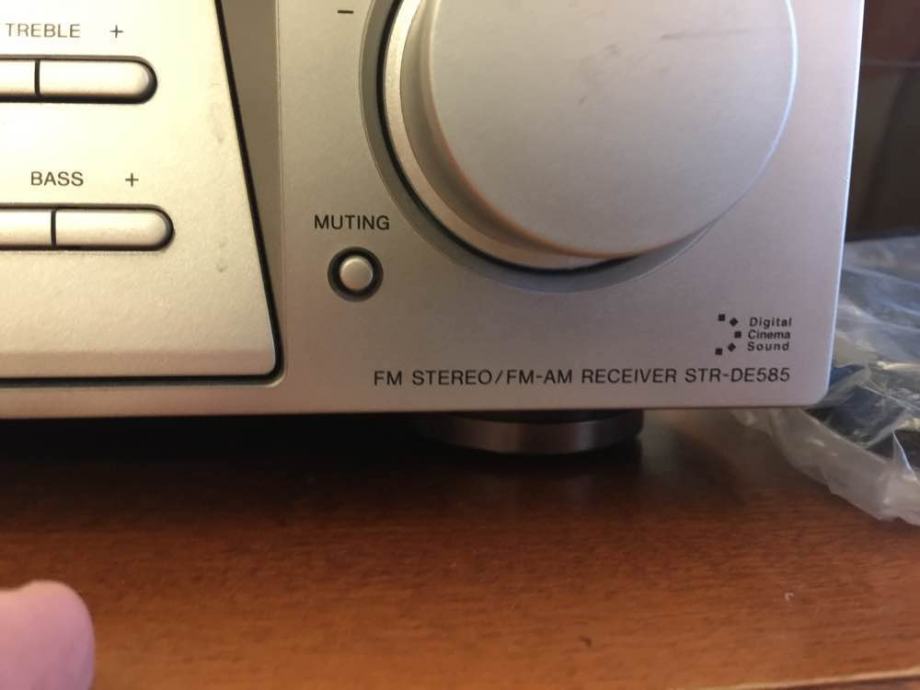 TREBLE +
BASS +
−
MUTING
Digital
Cinema
Sound
FM STEREO/FM-AM RECEIVER STR-DE585